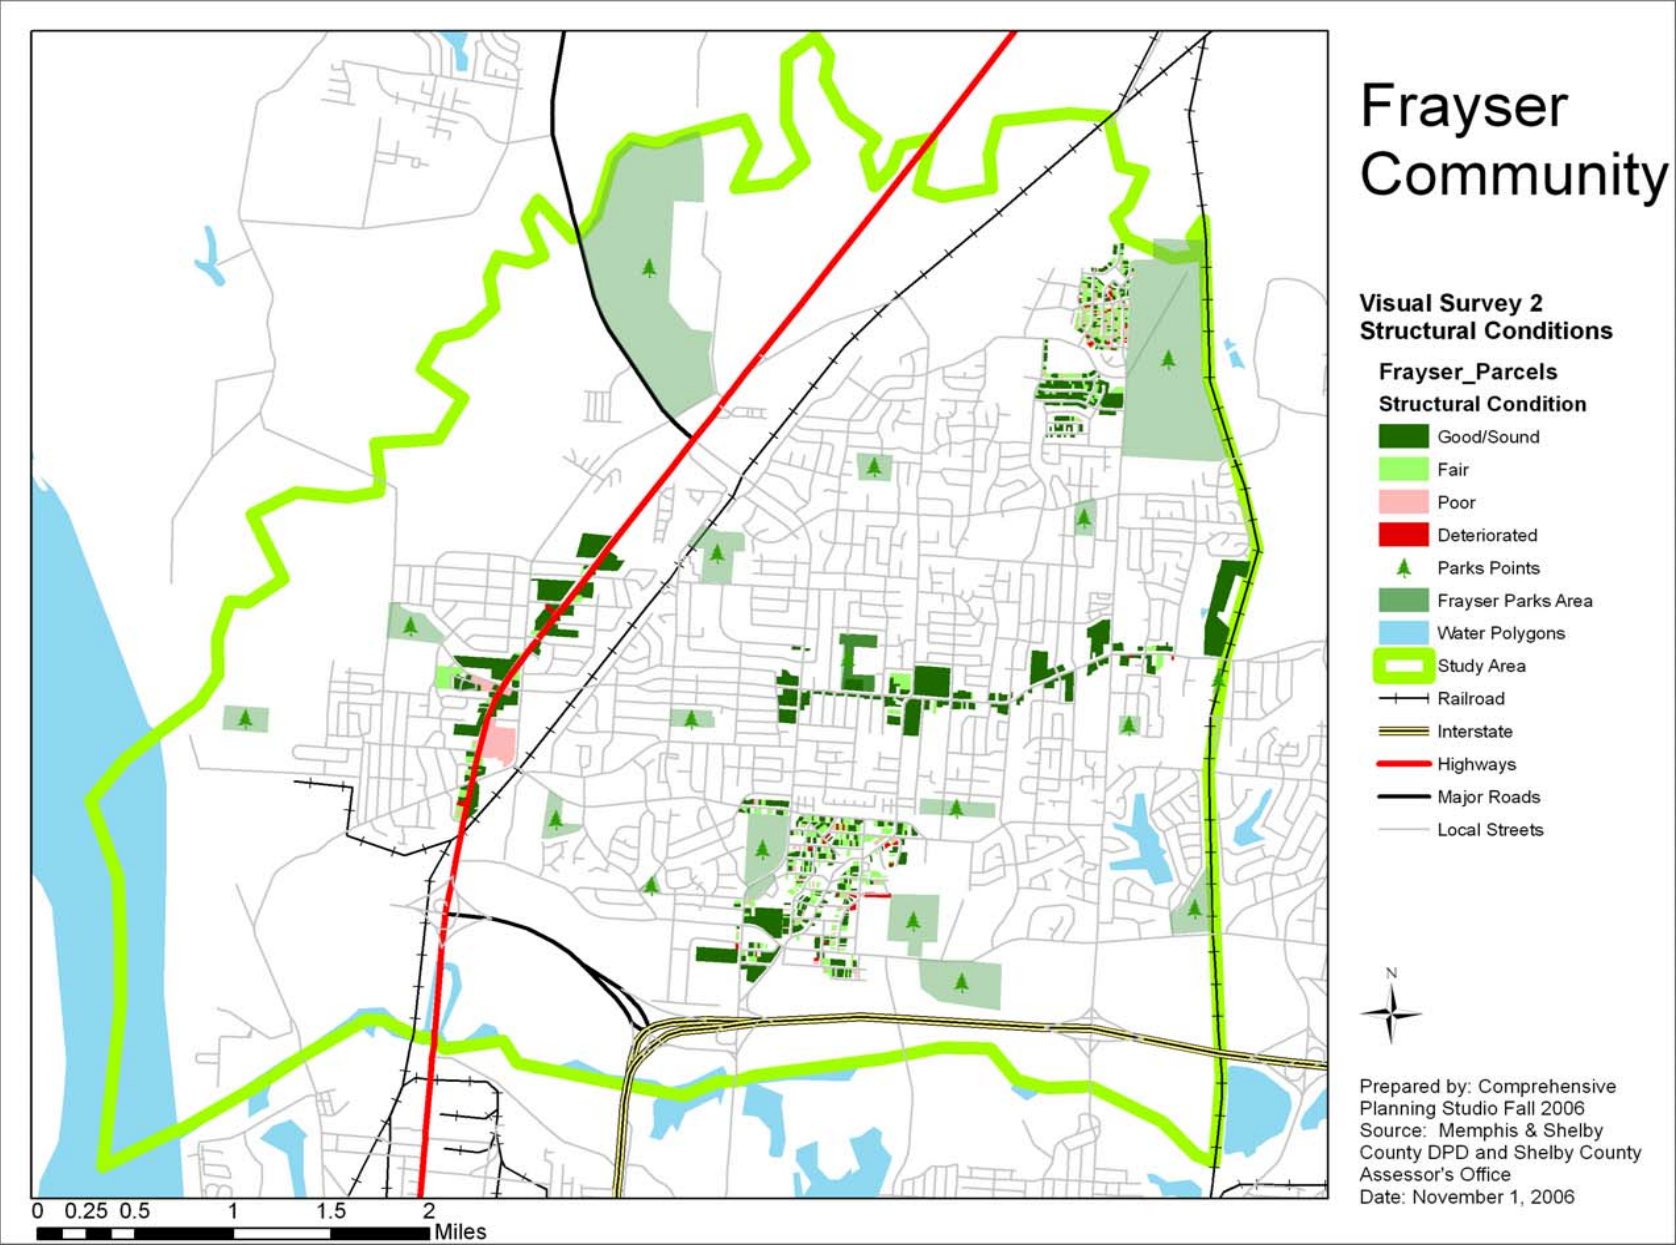 Frayser
Community
Visual Survey 2
Structural Conditions
Frayser_Parcels
Structural Condition
Good/Sound
Fair
Poor
Deteriorated
Parks Points
Frayser Parks Area
Water Polygons
Study Area
Railroad
Interstate
Highways
Major Roads
Local Streets
N
Prepared by: Comprehensive
Planning Studio Fall 2006
Source: Memphis & Shelby
County DPD and Shelby County
Assessor's Office
Date: November 1, 2006
0 0.25 0.5 1 1.5 2
Miles